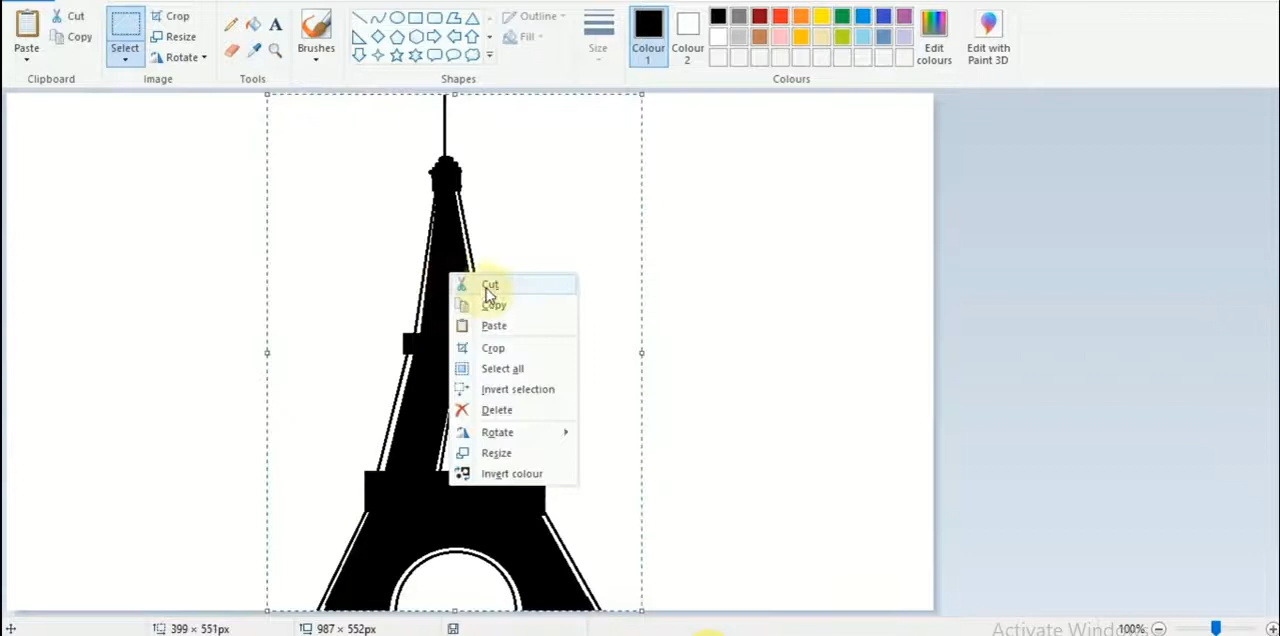 Cut
Copy
Paste
Clipboard
Select
Crop
Resize
Rotate
Image
A
Tools
Brushes
Shapes
Outline
Fill
Size
Colour 1
Colour 2
Edit colours
Edit with Paint 3D
Colours
Cut
Copy
Paste
Crop
Select all
Invert selection
Delete
Rotate
Resize
Invert colour
399 × 551px
987 × 552px
Activate Windo
100%